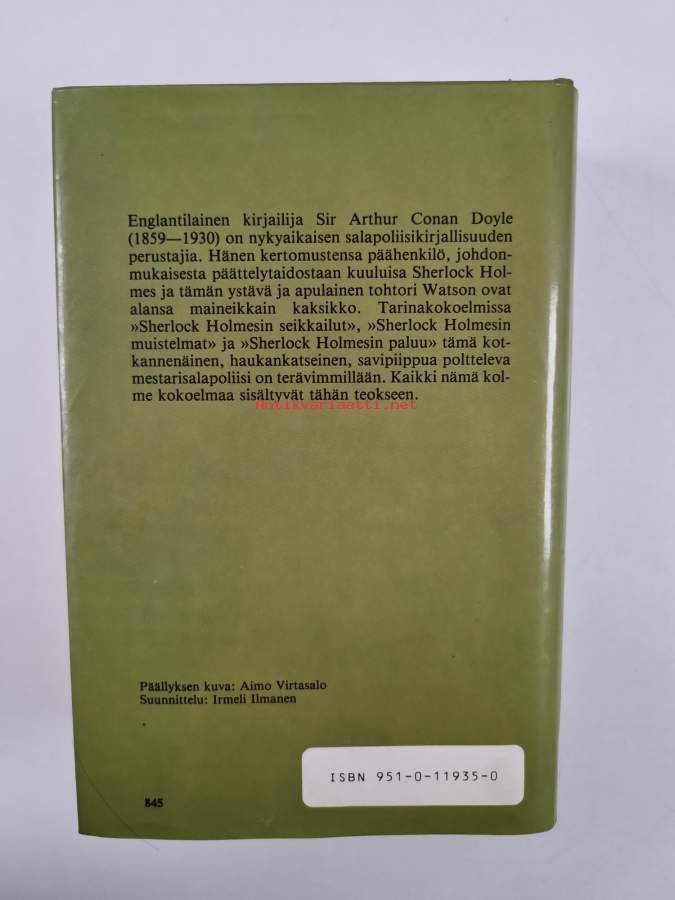 Englantilainen kirjailija Sir Arthur Conan Doyle
(1859—1930) on nykyaikaisen salapoliisikirjallisuuden
perustajia. Hänen kertomustensa päähenkilö, johdon-
mukaisesta päättelytaidostaan kuuluisa Sherlock Hol-
mes ja tämän ystävä ja apulainen tohtori Watson ovat
alansa maineikkain kaksikko. Tarinakokoelmissa
»Sherlock Holmesin seikkailut», »Sherlock Holmesin
muistelmat» ja »Sherlock Holmesin paluu» tämä kot-
kannenäinen, haukankatseinen, savipiippua poltteleva
mestarisalapoliisi on terävimmillään. Kaikki nämä kol-
me kokoelmaa sisältyvät tähän teokseen.
Antikvariaatti.net
Päällyksen kuva: Aimo Virtasalo
Suunnittelu: Irmeli Ilmanen
ISBN 951-0-11935-0
845